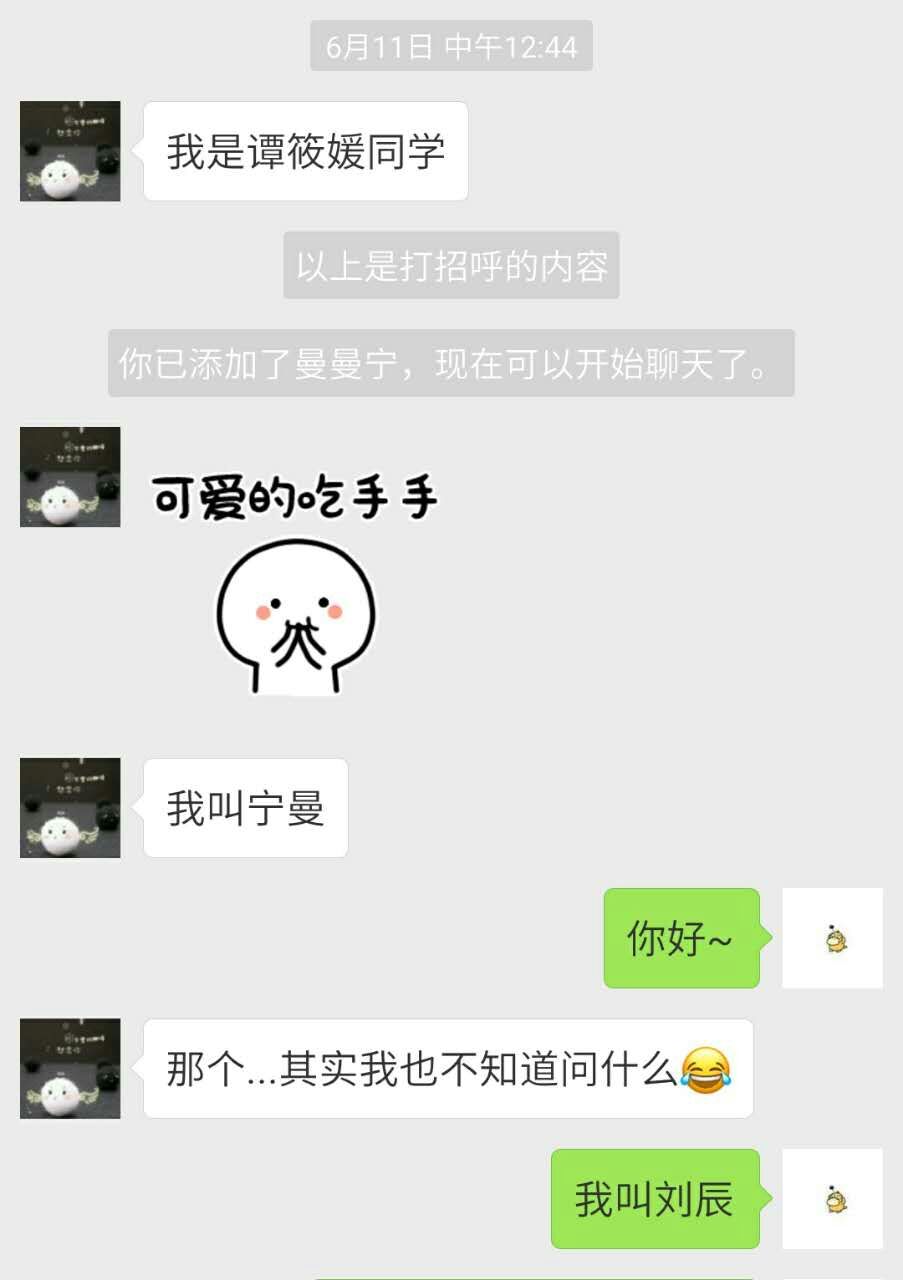 6月11日 中午12:44
我是谭筱媛同学
以上是打招呼的内容
你已添加了曼曼宁，现在可以开始聊天了。
可爱的吃手手
我叫宁曼
你好~
那个...其实我也不知道问什么😂
我叫刘辰